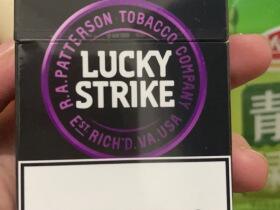 R.A.PATTERSON TOBACCO COMPANY
LUCKY
STRIKE
EST. RICH'D. VA. USA
青